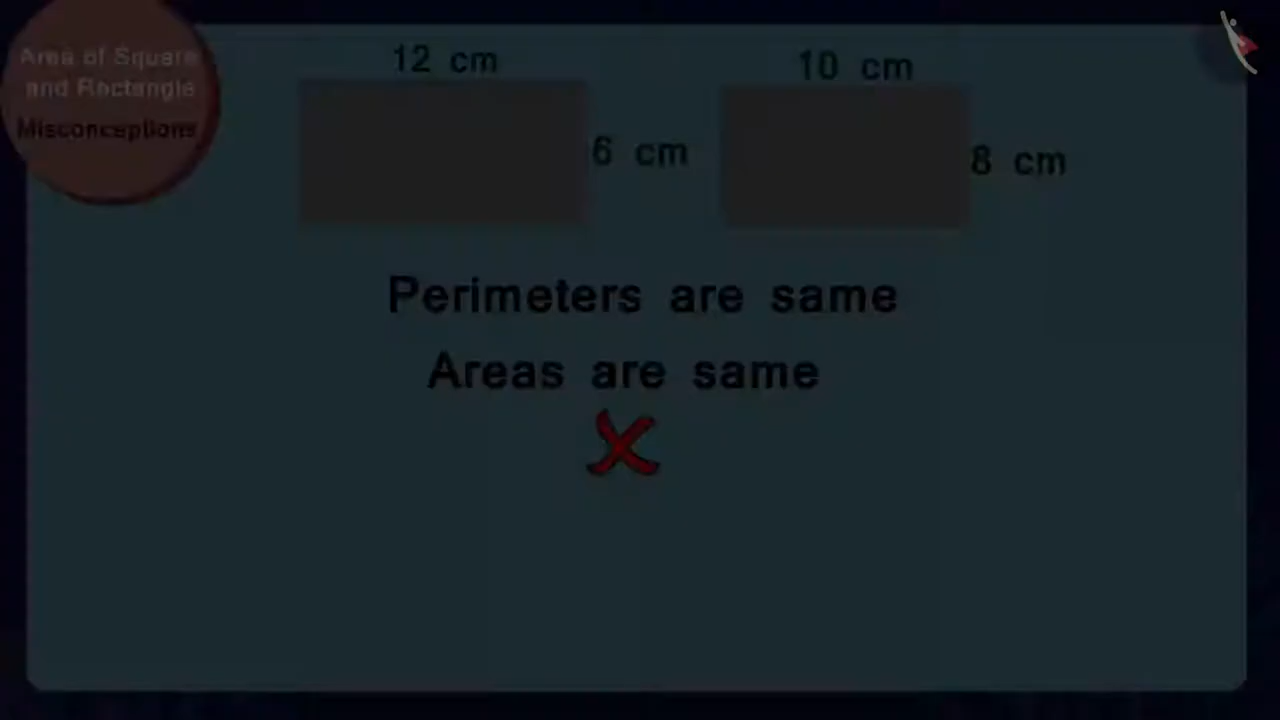 Area of Square
and Rectangle
Misconceptions
12 cm
6 cm
10 cm
8 cm
Perimeters are same
Areas are same